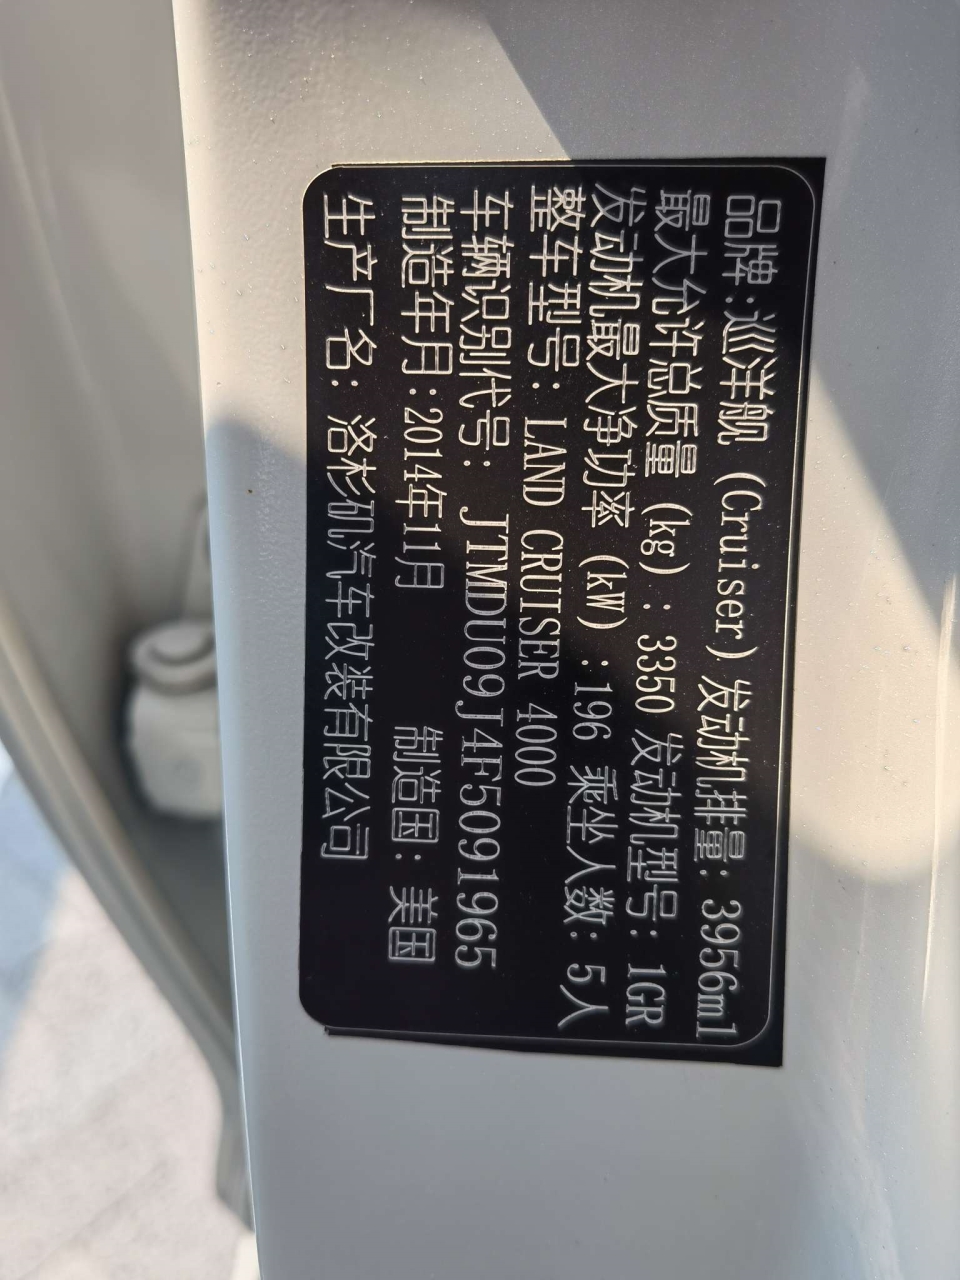 品牌:巡洋舰 (Cruiser) 发动机排量: 3956ml
最大允许总质量 (kg) : 3350 发动机型号: 1GR
发动机最大净功率 (kW) :196 乘坐人数: 5人
整车型号: LAND CRUISER 4000
车辆识别代号: JTMDU09J4F5091965
制造年月:2014年11月 制造国: 美国
生产厂名: 洛杉矶汽车改装有限公司